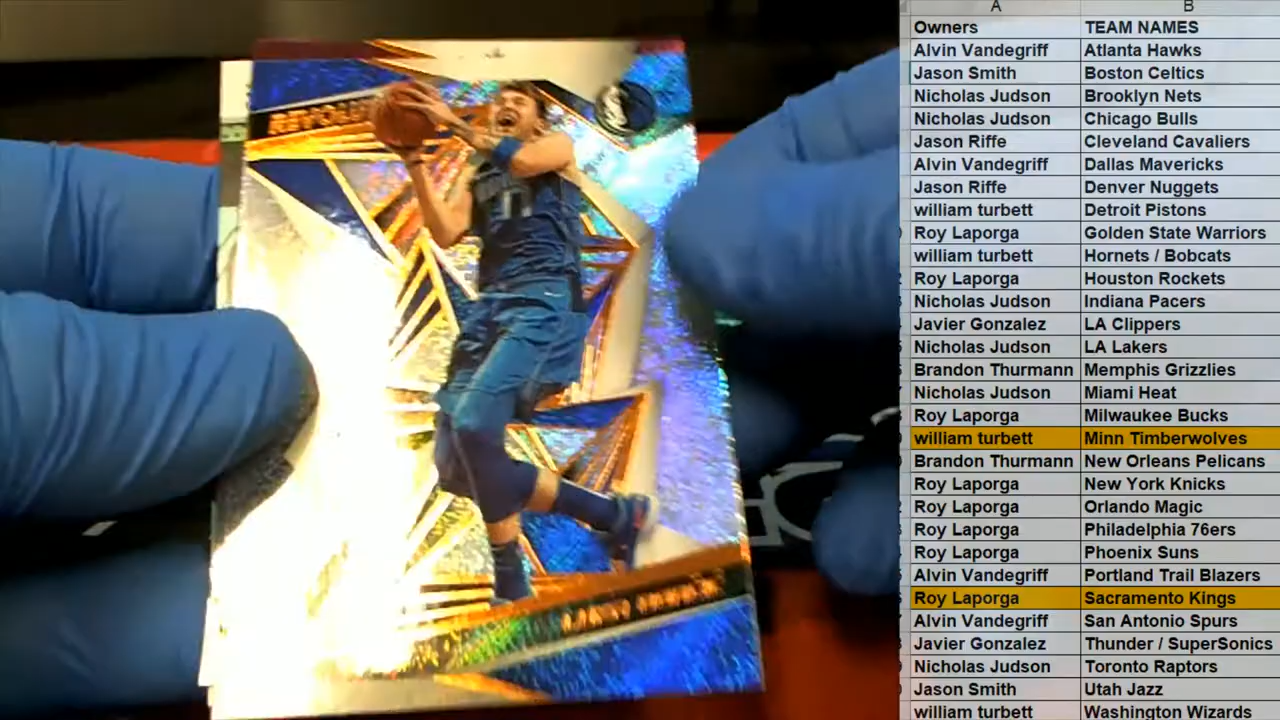 REVOLU
A B
Owners TEAM NAMES
Alvin Vandegriff Atlanta Hawks
Jason Smith Boston Celtics
Nicholas Judson Brooklyn Nets
Nicholas Judson Chicago Bulls
Jason Riffe Cleveland Cavaliers
Alvin Vandegriff Dallas Mavericks
Jason Riffe Denver Nuggets
william turbett Detroit Pistons
Roy Laporga Golden State Warriors
william turbett Hornets / Bobcats
Roy Laporga Houston Rockets
Nicholas Judson Indiana Pacers
Javier Gonzalez LA Clippers
Nicholas Judson LA Lakers
Brandon Thurmann Memphis Grizzlies
Nicholas Judson Miami Heat
Roy Laporga Milwaukee Bucks
william turbett Minn Timberwolves
Brandon Thurmann New Orleans Pelicans
Roy Laporga New York Knicks
Roy Laporga Orlando Magic
Roy Laporga Philadelphia 76ers
Roy Laporga Phoenix Suns
Alvin Vandegriff Portland Trail Blazers
Roy Laporga Sacramento Kings
Alvin Vandegriff San Antonio Spurs
Javier Gonzalez Thunder / SuperSonics
Nicholas Judson Toronto Raptors
Jason Smith Utah Jazz
william turbett Washington Wizards